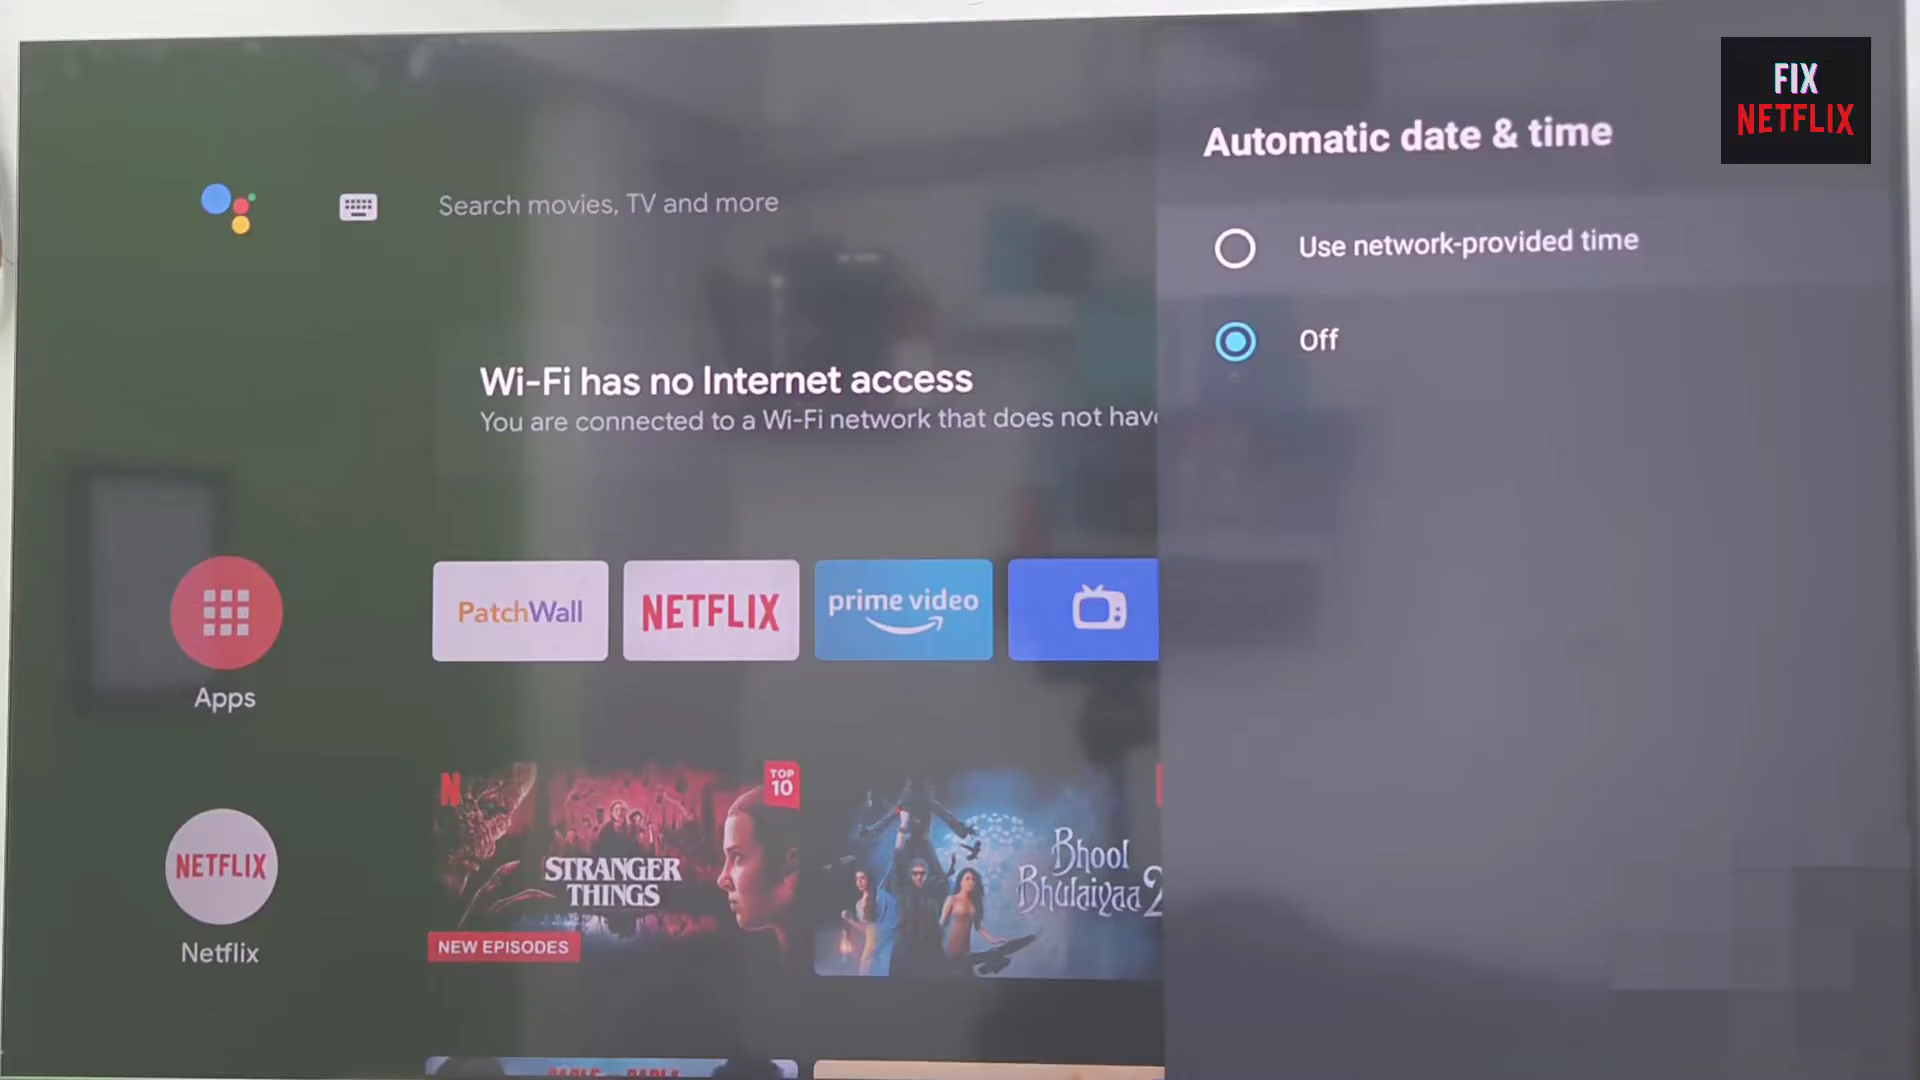 FIX
NETFLIX
Automatic date & time
Search movies, TV and more
Use network-provided time
Off
Wi-Fi has no Internet access
You are connected to a Wi-Fi network that does not have
PatchWall
NETFLIX
prime video
Apps
N
TOP
10
STRANGER
THINGS
NEW EPISODES
Bhool
Bhulaiyaa 2
NETFLIX
Netflix